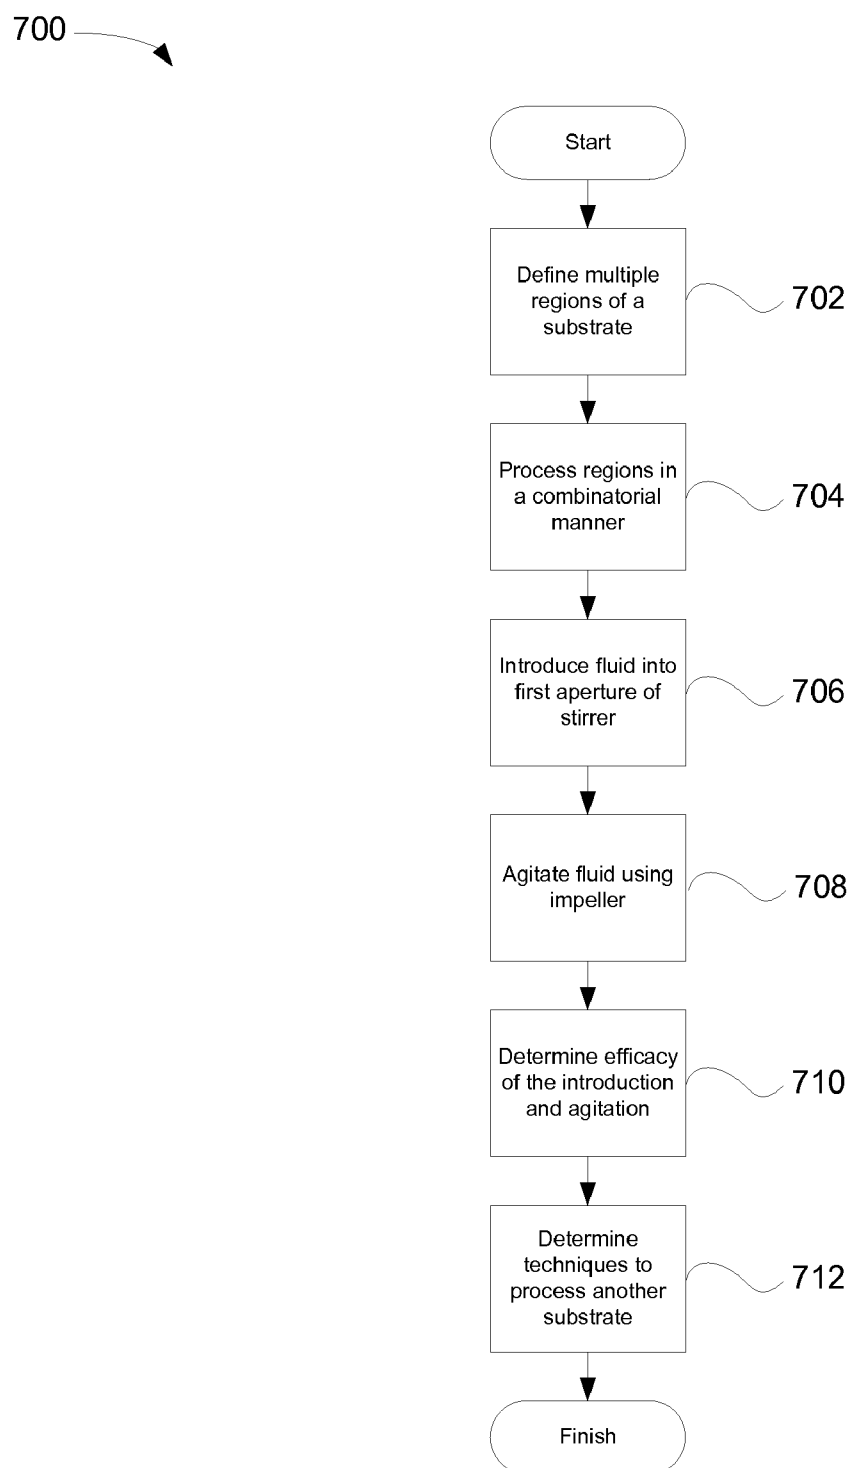 700
Start
Define multiple
regions of a
substrate
702
Process regions in
a combinatorial
manner
704
Introduce fluid into
first aperture of
stirrer
706
Agitate fluid using
impeller
708
Determine efficacy
of the introduction
and agitation
710
Determine
techniques to
process another
substrate
712
Finish